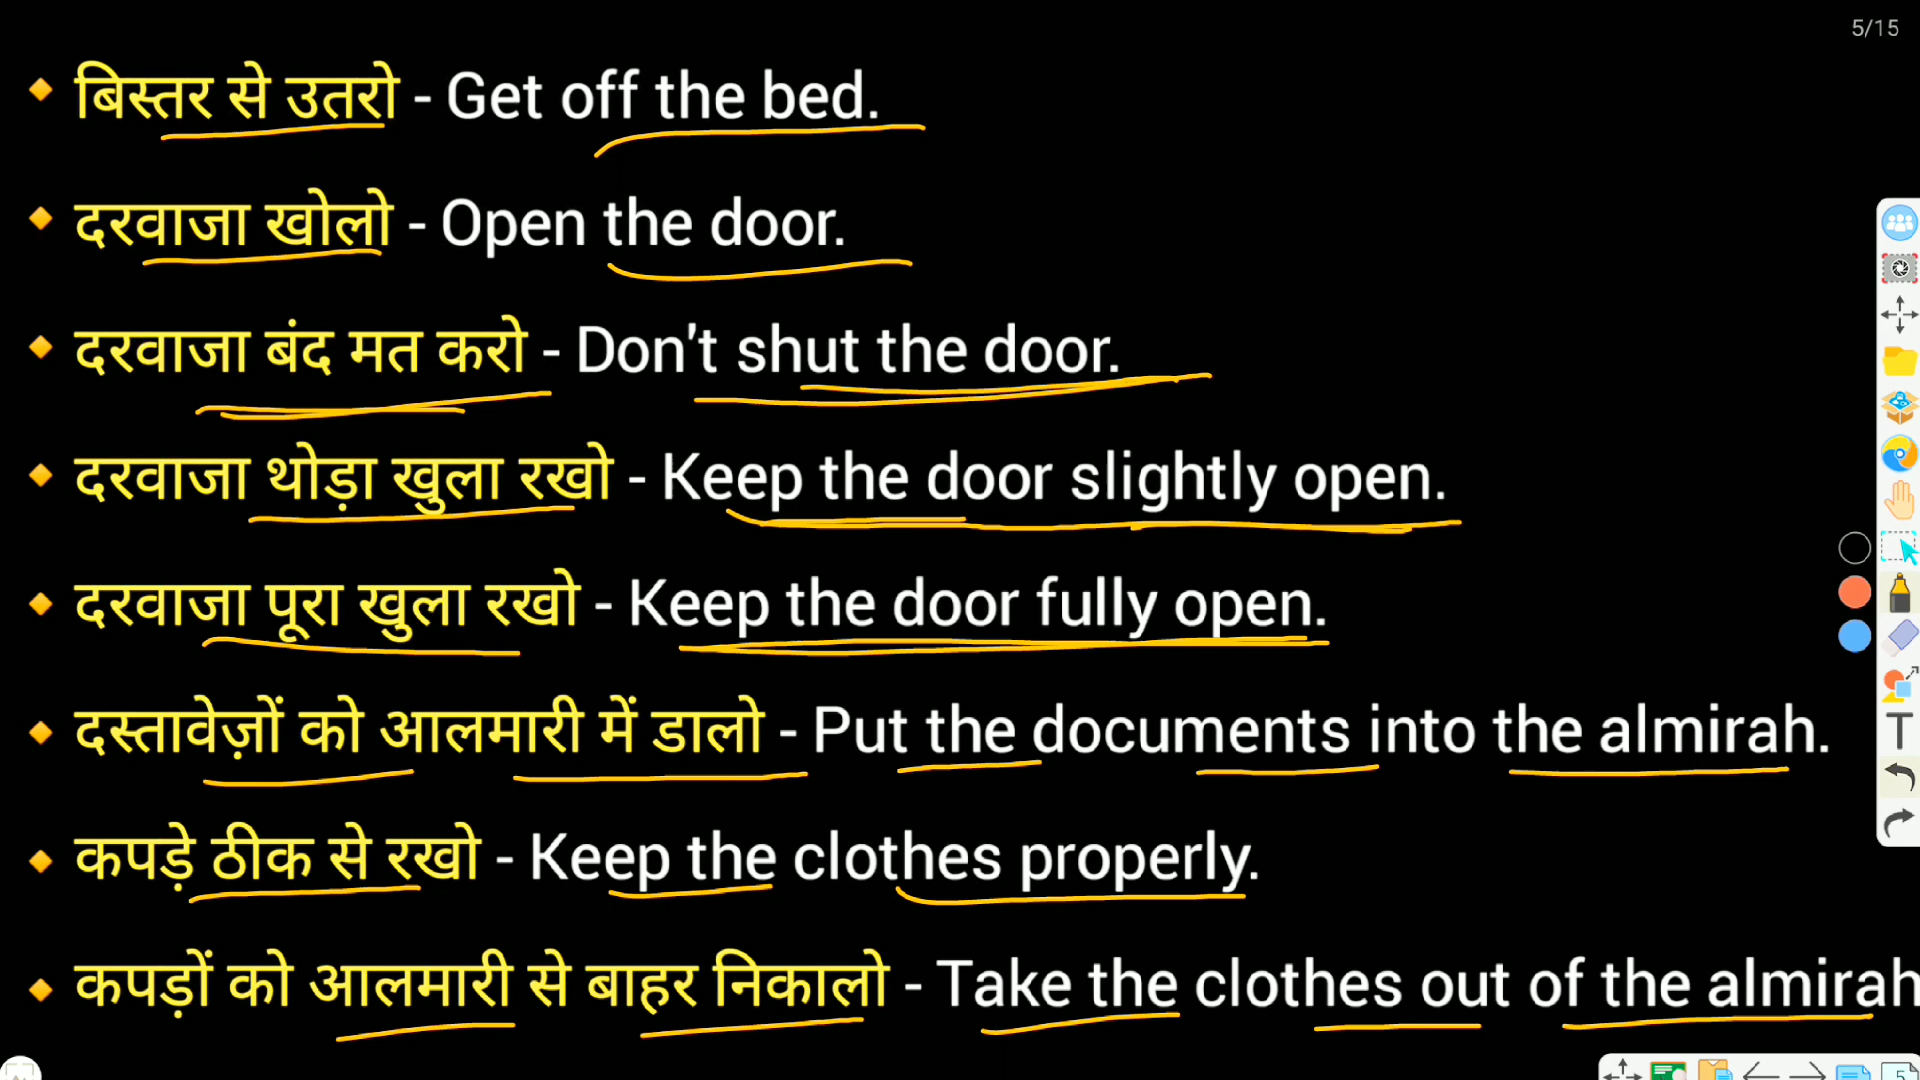 5/15
बिस्तर से उतरो - Get off the bed.
दरवाजा खोलो - Open the door.
दरवाजा बंद मत करो - Don't shut the door.
दरवाजा थोड़ा खुला रखो - Keep the door slightly open.
दरवाजा पूरा खुला रखो - Keep the door fully open.
दस्तावेज़ों को आलमारी में डालो - Put the documents into the almirah.
कपड़े ठीक से रखो - Keep the clothes properly.
कपड़ों को आलमारी से बाहर निकालो - Take the clothes out of the almirah
T
5